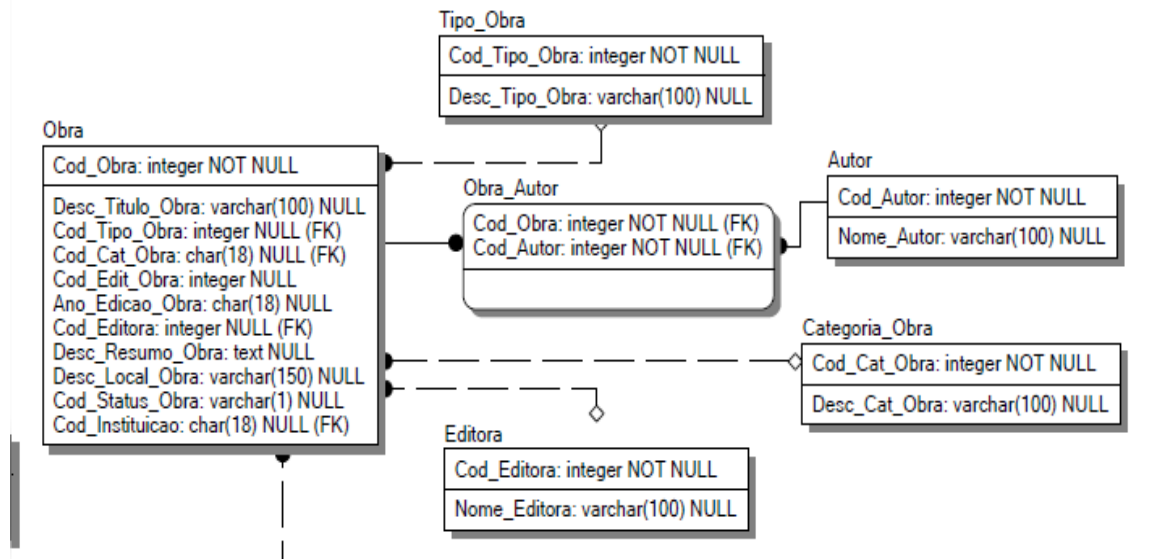 Tipo_Obra
Cod_Tipo_Obra: integer NOT NULL
Desc_Tipo_Obra: varchar(100) NULL
Obra
Cod_Obra: integer NOT NULL
Desc_Titulo_Obra: varchar(100) NULL
Cod_Tipo_Obra: integer NULL (FK)
Cod_Cat_Obra: char(18) NULL (FK)
Cod_Edit_Obra: integer NULL
Ano_Edicao_Obra: char(18) NULL
Cod_Editora: integer NULL (FK)
Desc_Resumo_Obra: text NULL
Desc_Local_Obra: varchar(150) NULL
Cod_Status_Obra: varchar(1) NULL
Cod_Instituicao: char(18) NULL (FK)
Obra_Autor
Cod_Obra: integer NOT NULL (FK)
Cod_Autor: integer NOT NULL (FK)
Autor
Cod_Autor: integer NOT NULL
Nome_Autor: varchar(100) NULL
Categoria_Obra
Cod_Cat_Obra: integer NOT NULL
Desc_Cat_Obra: varchar(100) NULL
Editora
Cod_Editora: integer NOT NULL
Nome_Editora: varchar(100) NULL